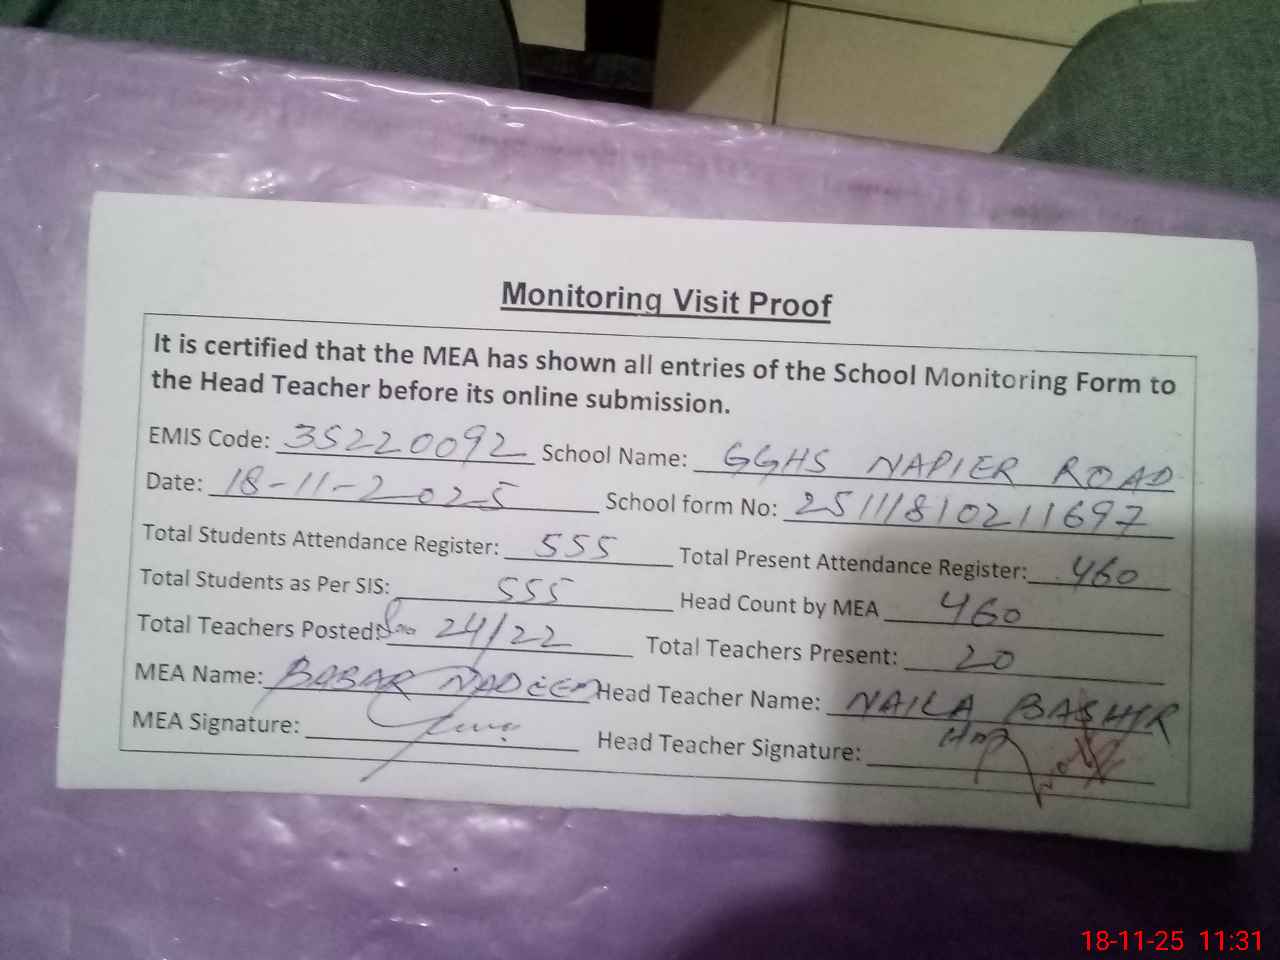 Monitoring Visit Proof
It is certified that the MEA has shown all entries of the School Monitoring Form to
the Head Teacher before its online submission.
EMIS Code: 35220092 School Name: GGHS NAPIER ROAD
Date: 18-11-2025 School form No: 2511181021​1697
Total Students Attendance Register: 555 Total Present Attendance Register: 460
Total Students as Per SIS: 555 Head Count by MEA 460
Total Teachers Posted: 24/22 Total Teachers Present: 20
MEA Name: BABAR NADEEM Head Teacher Name: NAILA BASHIR
MEA Signature: Head Teacher Signature:
18-11-25 11:31